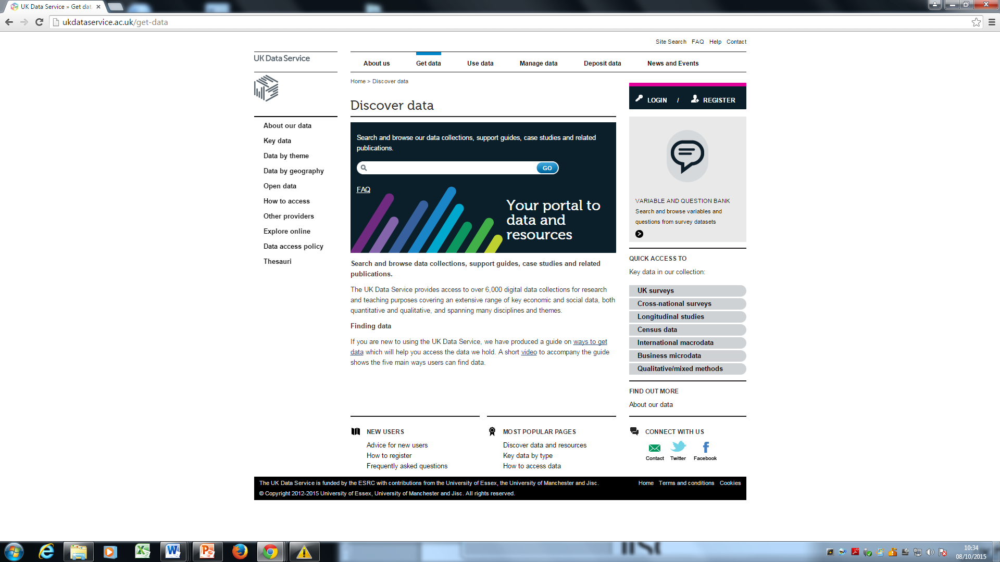 UK Data Service » Get dat
ukdataservice.ac.uk/get-data
Site Search FAQ Help Contact
UK Data Service
About us Get data Use data Manage data Deposit data News and Events
Home > Discover data
LOGIN / REGISTER
Discover data
About our data
Key data
Data by theme
Data by geography
Open data
How to access
Other providers
Explore online
Data access policy
Thesauri
Search and browse our data collections, support guides, case studies and related
publications.
GO
FAQ
Your portal to
data and
resources
Search and browse data collections, support guides, case studies and related
publications.
The UK Data Service provides access to over 6,000 digital data collections for research
and teaching purposes covering an extensive range of key economic and social data, both
quantitative and qualitative, and spanning many disciplines and themes.
Finding data
If you are new to using the UK Data Service, we have produced a guide on ways to get
data which will help you access the data we hold. A short video to accompany the guide
shows the five main ways users can find data.
VARIABLE AND QUESTION BANK
Search and browse variables and
questions from survey datasets
QUICK ACCESS TO
Key data in our collection:
UK surveys
Cross-national surveys
Longitudinal studies
Census data
International macrodata
Business microdata
Qualitative/mixed methods
FIND OUT MORE
About our data
NEW USERS
Advice for new users
How to register
Frequently asked questions
MOST POPULAR PAGES
Discover data and resources
Key data by type
How to access data
CONNECT WITH US
Contact Twitter Facebook
The UK Data Service is funded by the ESRC with contributions from the University of Essex, the University of Manchester and Jisc.
Home Terms and conditions Cookies
© Copyright 2012-2015 University of Essex, University of Manchester and Jisc. All rights reserved.
10:34
08/10/2015